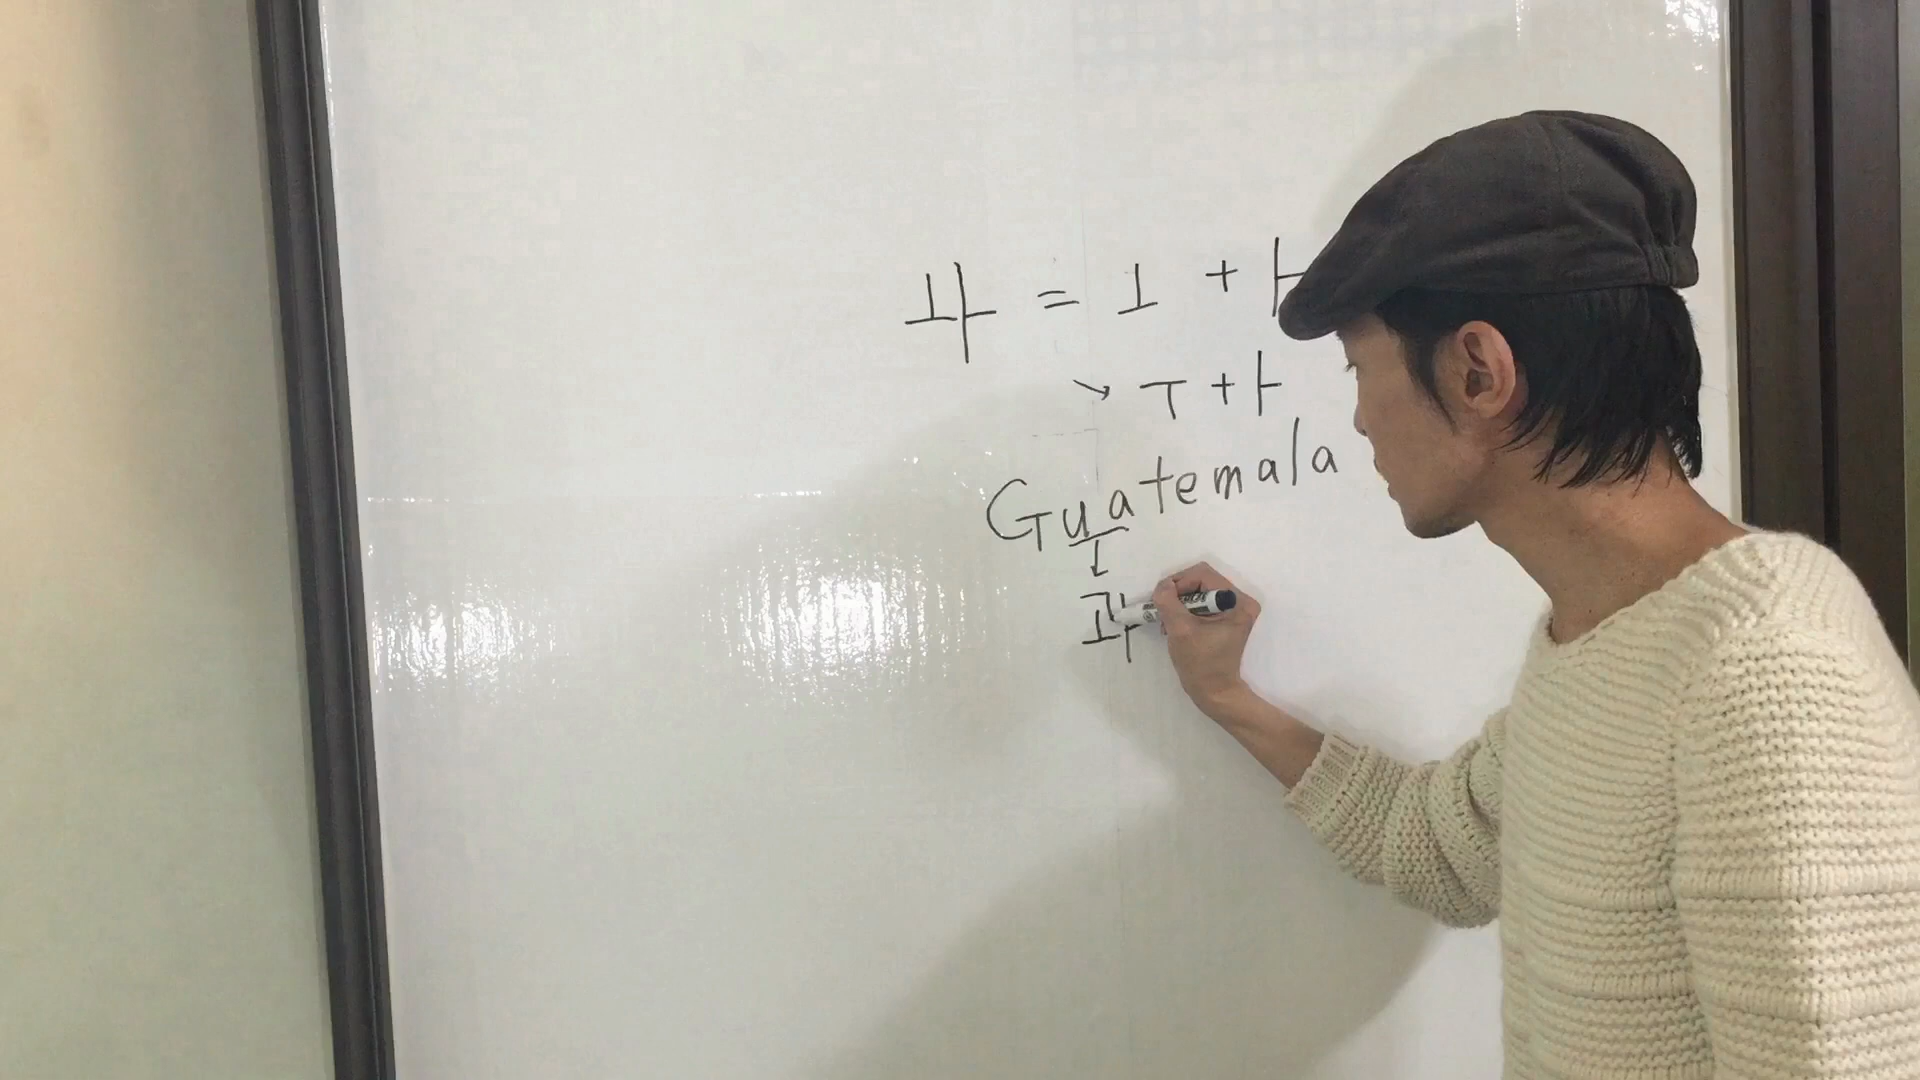 ㅘ = ㅗ + ㅏ
→ ㅜ + ㅏ
Guatemala
↓
과